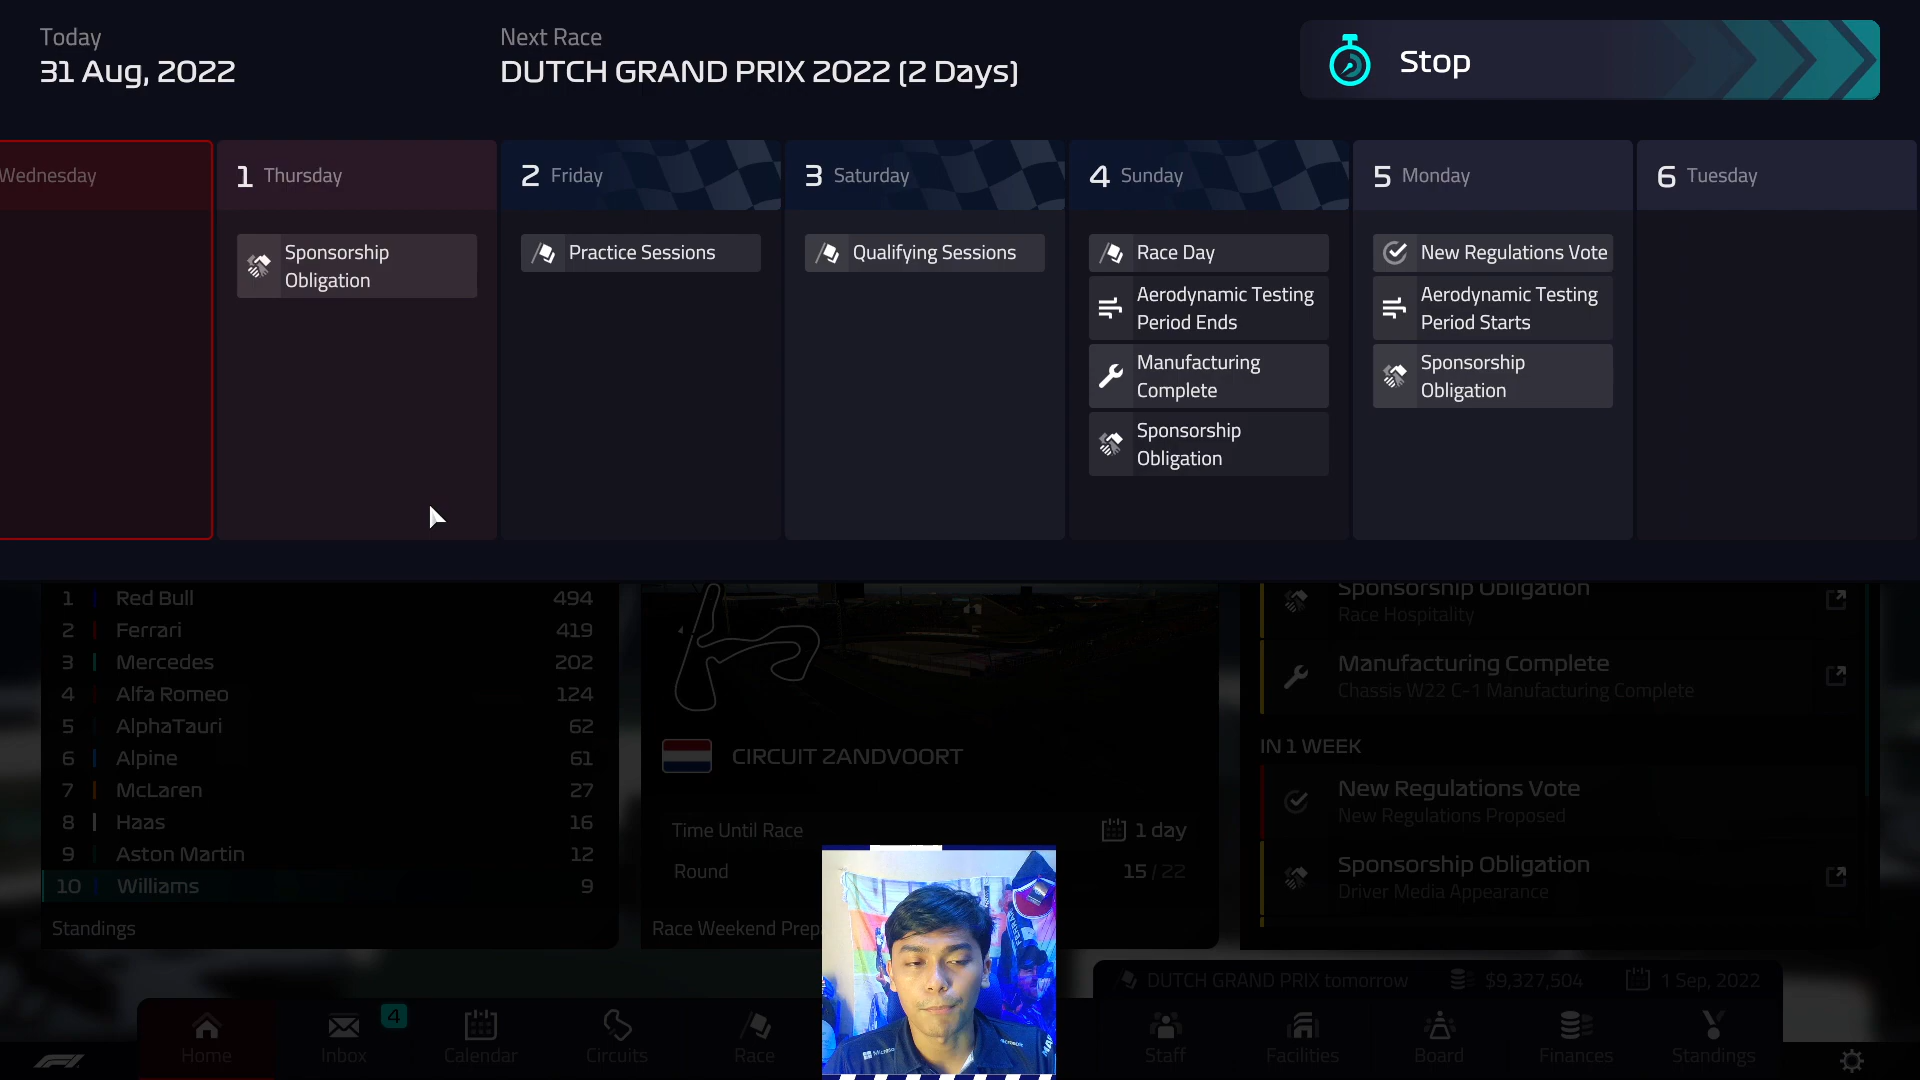 Today
31 Aug, 2022
Next Race
DUTCH GRAND PRIX 2022 (2 Days)
Stop
Wednesday
1 Thursday
2 Friday
3 Saturday
4 Sunday
5 Monday
6 Tuesday
Sponsorship
Obligation
Practice Sessions
Qualifying Sessions
Race Day
Aerodynamic Testing
Period Ends
Manufacturing
Complete
Sponsorship
Obligation
New Regulations Vote
Aerodynamic Testing
Period Starts
Sponsorship
Obligation
1 Red Bull 494
2 Ferrari 419
3 Mercedes 202
4 Alfa Romeo 124
5 AlphaTauri 62
6 Alpine 61
7 McLaren 27
8 Haas 16
9 Aston Martin 12
10 Williams 9
Standings
CIRCUIT ZANDVOORT
Time Until Race 1 day
Round 15 / 22
Race Weekend Prep
Sponsorship Obligation
Race Hospitality
Manufacturing Complete
Chassis W22 C-1 Manufacturing Complete
IN 1 WEEK
New Regulations Vote
New Regulations Proposed
Sponsorship Obligation
Driver Media Appearance
DUTCH GRAND PRIX tomorrow $9,327,504 1 Sep, 2022
Home
Inbox
4
Calendar
Circuits
Race
Staff
Facilities
Board
Finances
Standings